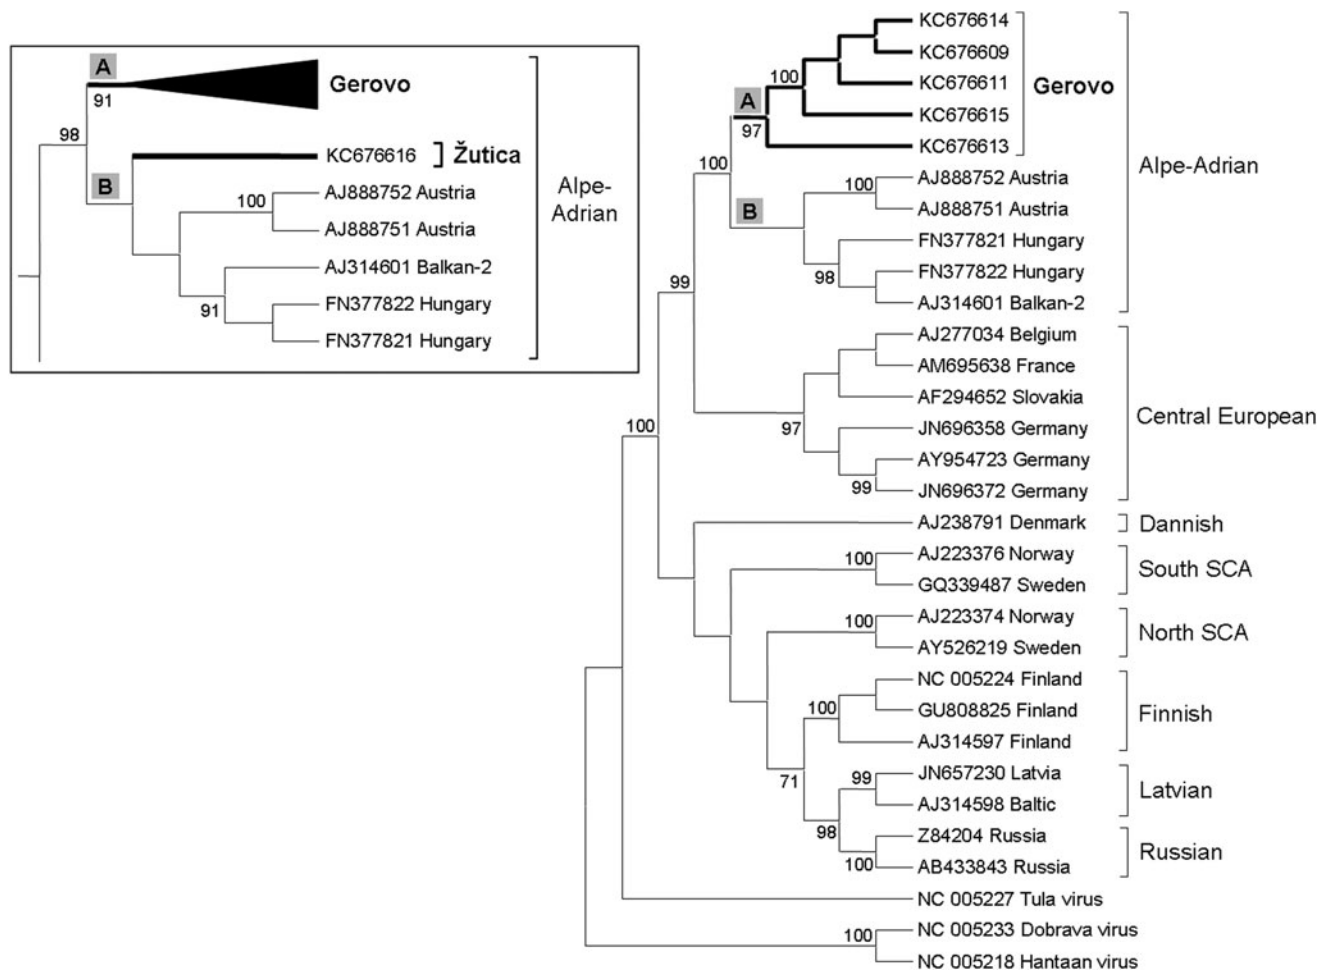 A
Gerovo
91
98
KC676616
Žutica
B
AJ888752 Austria
100
AJ888751 Austria
AJ314601 Balkan-2
FN377822 Hungary
91
FN377821 Hungary
Alpe-
Adrian
KC676614
KC676609
100
KC676611
Gerovo
A
KC676615
97
KC676613
100
Alpe-Adrian
AJ888752 Austria
100
B
AJ888751 Austria
FN377821 Hungary
FN377822 Hungary
98
99
AJ314601 Balkan-2
AJ277034 Belgium
AM695638 France
AF294652 Slovakia
Central European
97
JN696358 Germany
100
AY954723 Germany
99
JN696372 Germany
AJ238791 Denmark
Dannish
AJ223376 Norway
100
South SCA
GQ339487 Sweden
AJ223374 Norway
100
North SCA
AY526219 Sweden
NC 005224 Finland
100
GU808825 Finland
Finnish
AJ314597 Finland
71
JN657230 Latvia
99
Latvian
AJ314598 Baltic
98
Z84204 Russia
Russian
100
AB433843 Russia
NC 005227 Tula virus
NC 005233 Dobrava virus
100
NC 005218 Hantaan virus